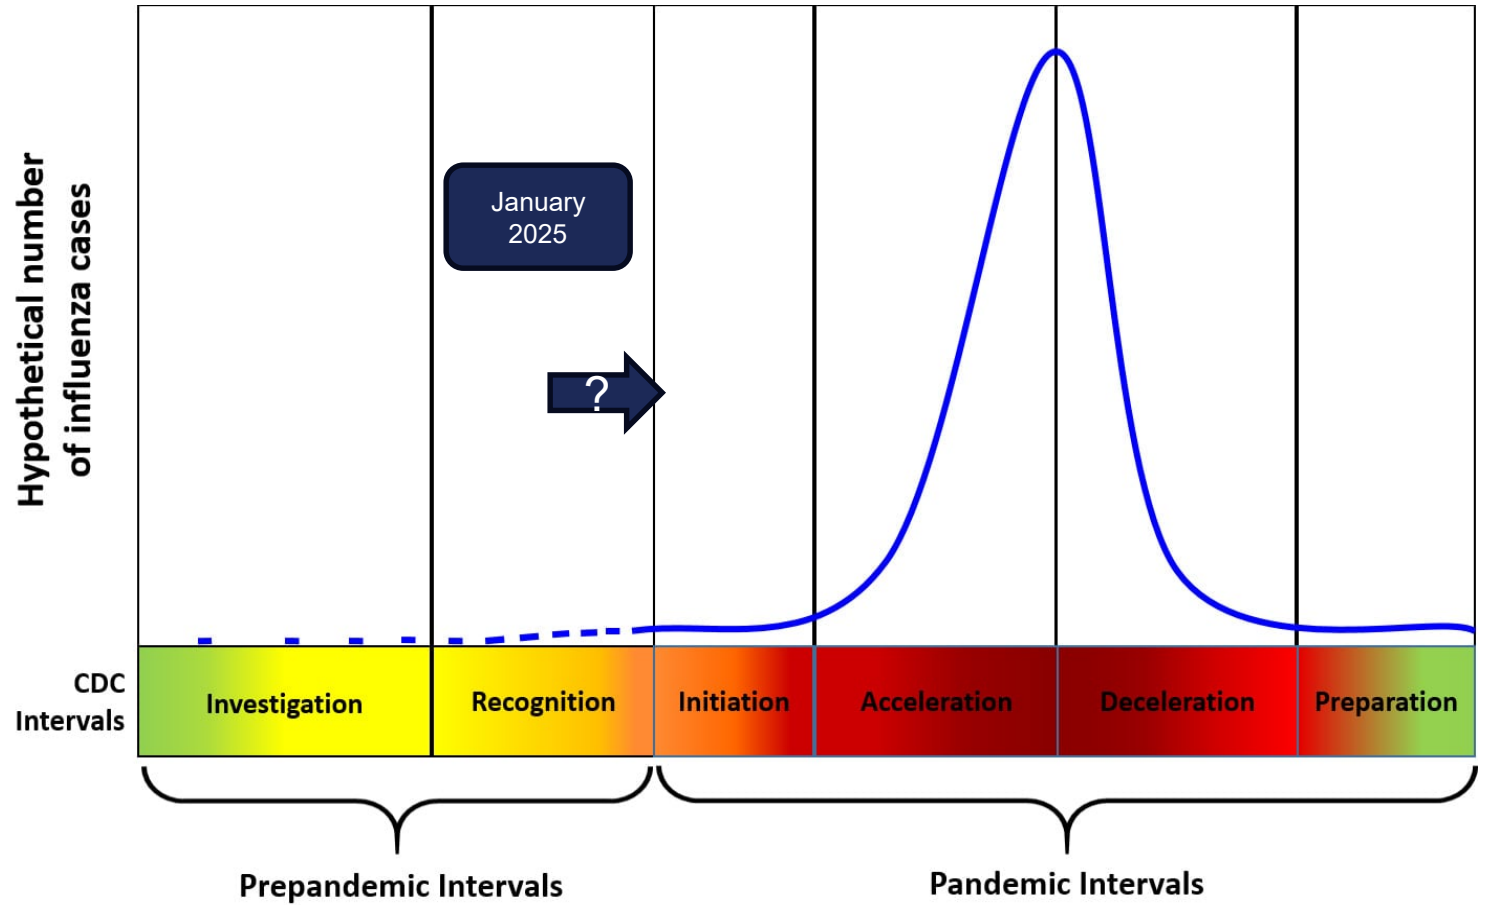 Hypothetical number
of influenza cases
January
2025
?
CDC
Intervals
Investigation
Recognition
Initiation
Acceleration
Deceleration
Preparation
Prepandemic Intervals
Pandemic Intervals